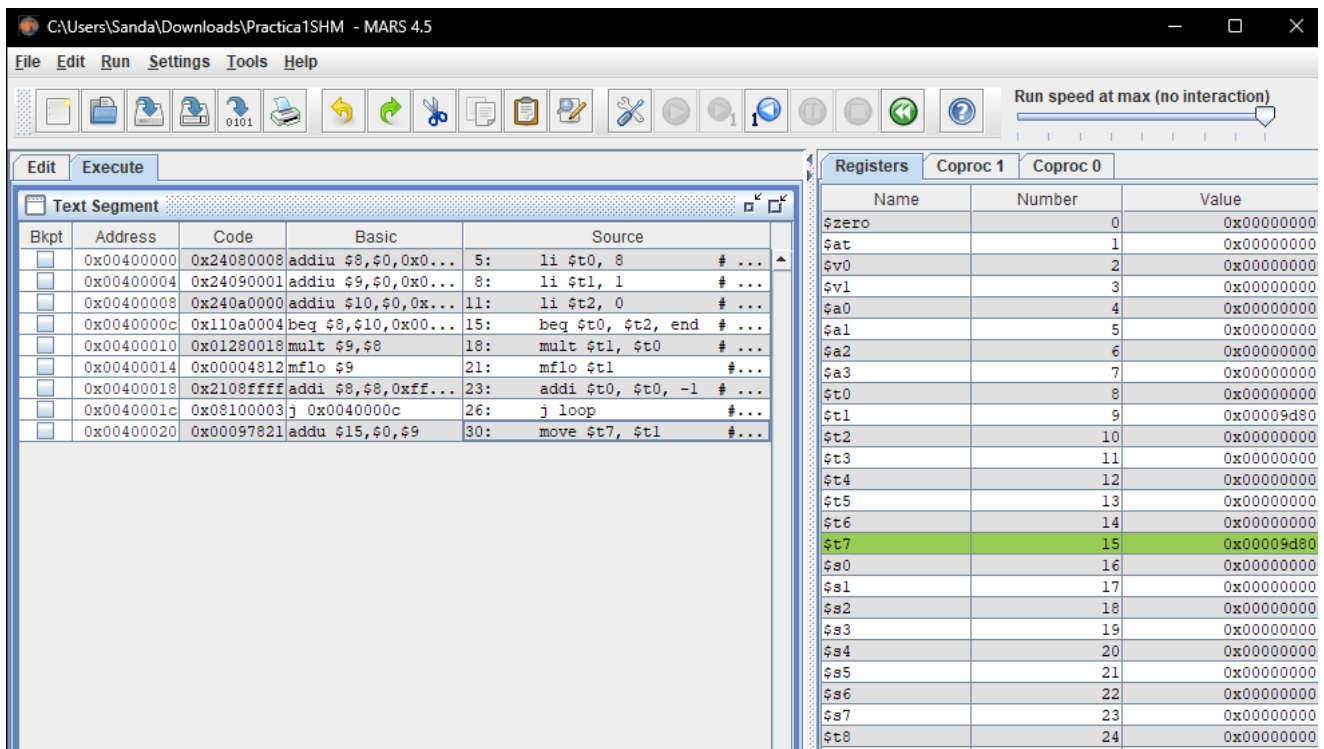 C:\Users\Sanda\Downloads\Practica1SHM - MARS 4.5
File Edit Run Settings Tools Help
Run speed at max (no interaction)
0101
1
1
Edit Execute
Registers Coproc 1 Coproc 0
Text Segment
Bkpt Address Code Basic Source
0x00400000 0x24080008 addiu $8,$0,0x0... 5: li $t0, 8 # ...
0x00400004 0x24090001 addiu $9,$0,0x0... 8: li $t1, 1 # ...
0x00400008 0x240a0000 addiu $10,$0,0x... 11: li $t2, 0 # ...
0x0040000c 0x110a0004 beq $8,$10,0x00... 15: beq $t0, $t2, end # ...
0x00400010 0x01280018 mult $9,$8 18: mult $t1, $t0 # ...
0x00400014 0x00004812 mflo $9 21: mflo $t1 #...
0x00400018 0x2108ffff addi $8,$8,0xff... 23: addi $t0, $t0, -1 # ...
0x0040001c 0x08100003 j 0x0040000c 26: j loop #...
0x00400020 0x00097821 addu $15,$0,$9 30: move $t7, $t1 #...
Name Number Value
$zero 0 0x00000000
$at 1 0x00000000
$v0 2 0x00000000
$v1 3 0x00000000
$a0 4 0x00000000
$a1 5 0x00000000
$a2 6 0x00000000
$a3 7 0x00000000
$t0 8 0x00000000
$t1 9 0x00009d80
$t2 10 0x00000000
$t3 11 0x00000000
$t4 12 0x00000000
$t5 13 0x00000000
$t6 14 0x00000000
$t7 15 0x00009d80
$s0 16 0x00000000
$s1 17 0x00000000
$s2 18 0x00000000
$s3 19 0x00000000
$s4 20 0x00000000
$s5 21 0x00000000
$s6 22 0x00000000
$s7 23 0x00000000
$t8 24 0x00000000